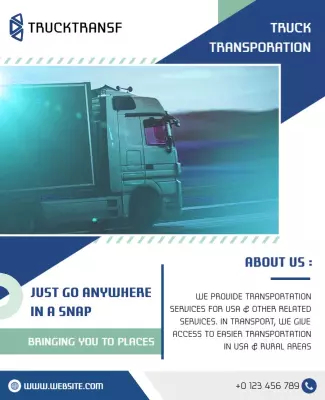 TRUCKTRANSF
TRUCK
TRANSPORATION
JUST GO ANYWHERE
IN A SNAP
BRINGING YOU TO PLACES
ABOUT US :
WE PROVIDE TRANSPORTATION
SERVICES FOR USA & OTHER RELATED
SERVICES. IN TRANSPORT, WE GIVE
ACCESS TO EASIER TRANSPORTATION
IN USA & RURAL AREAS
WWW.WEBSITE.COM
+0 123 456 789